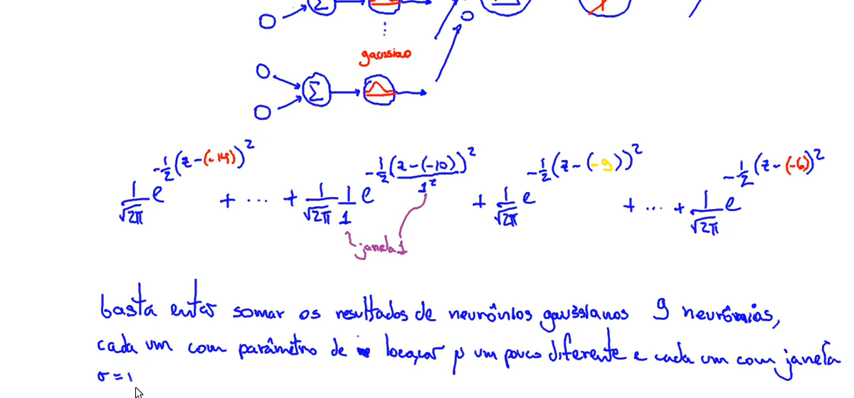 Σ
gaussiano
Σ
1/√2π e^-1/2(z-(-14))² + ... + 1/√2π 1/1 e^-1/2 (z-(-10))²/1² + 1/√2π e^-1/2(z-(-9))² + ... + 1/√2π e^-1/2(z-(-6))²
janela 1
basta entao somar os resultados de neurônios gaussianos 9 neurônios,
cada um com parâmetro de locaçao μ um pouco diferente e cada um com janela
σ=1